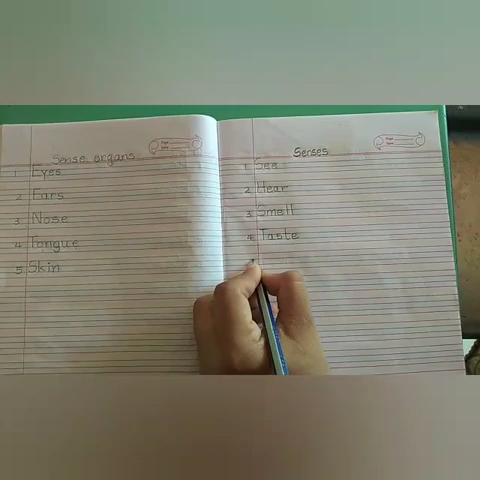 Sense organs
1 Eyes
2 Ears
3 Nose
4 Tongue
5 Skin
Senses
1 See
2 Hear
3 Smell
4 Taste